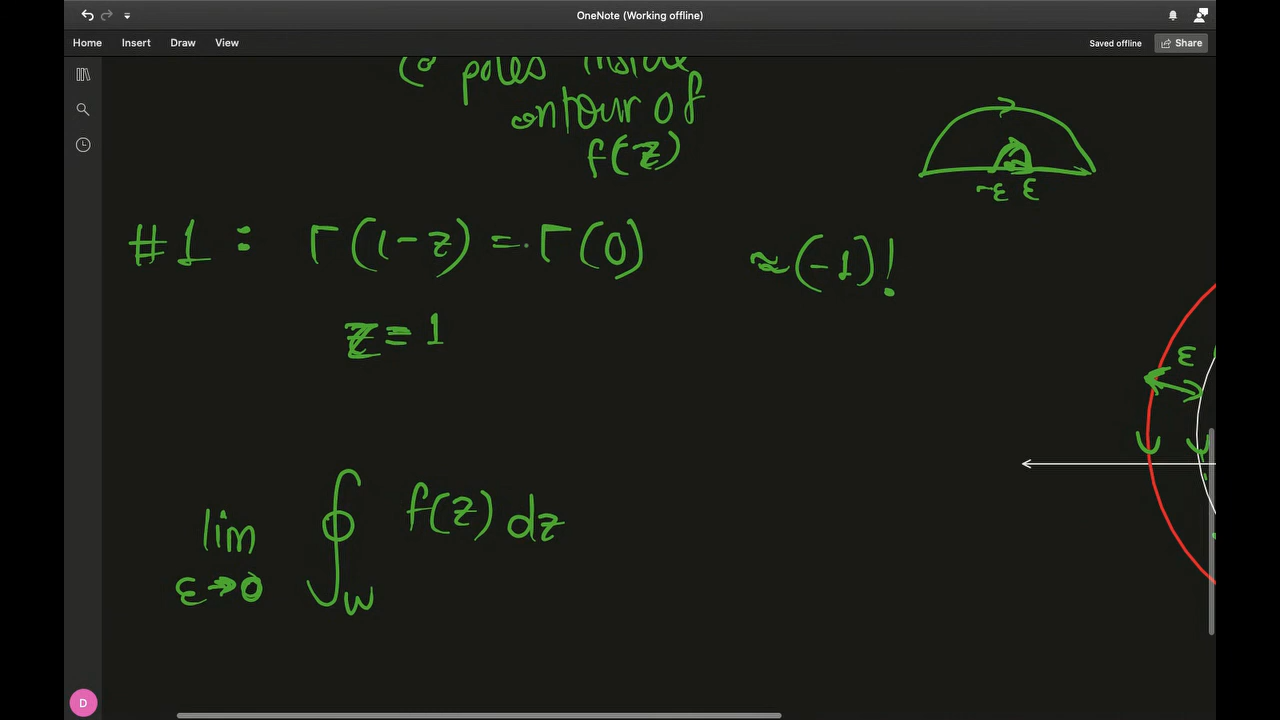 OneNote (Working offline)
Home Insert Draw View
Saved offline Share
poles inside
contour of
f(z)
-ε ε
#1 : Γ(1-z) = Γ(0) ≈(-1)!
z=1
ε
lim ∮ f(z) dz
ε→0 w
D